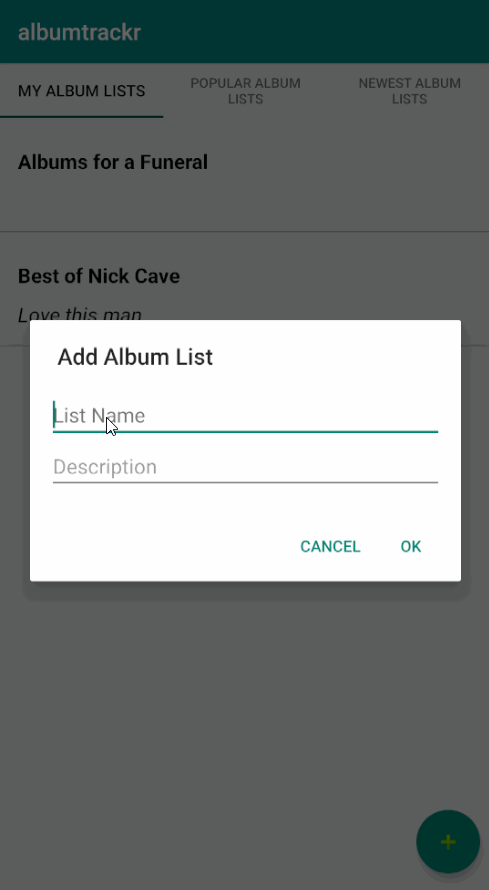 albumtrackr
MY ALBUM LISTS
POPULAR ALBUM
LISTS
NEWEST ALBUM
LISTS
Albums for a Funeral
Best of Nick Cave
Love this man
Add Album List
List Name
Description
CANCEL
OK
+